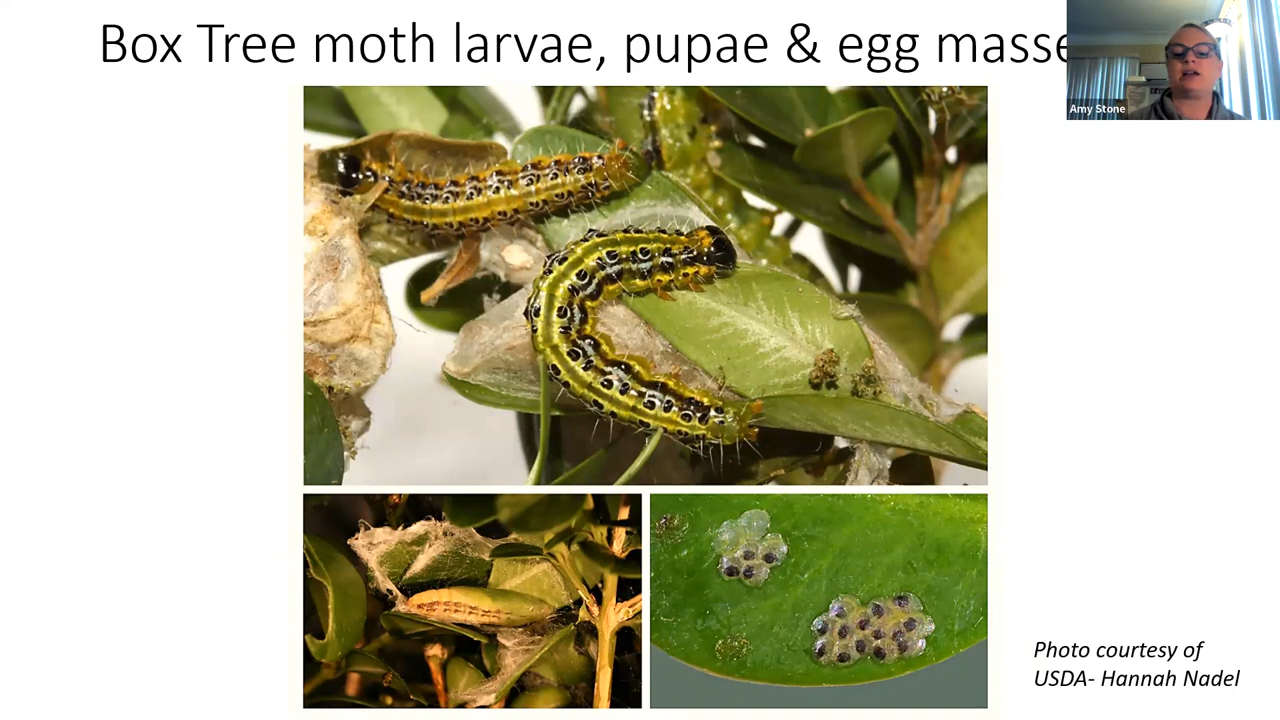 Box Tree moth larvae, pupae & egg masse
Amy Stone
Photo courtesy of
USDA- Hannah Nadel